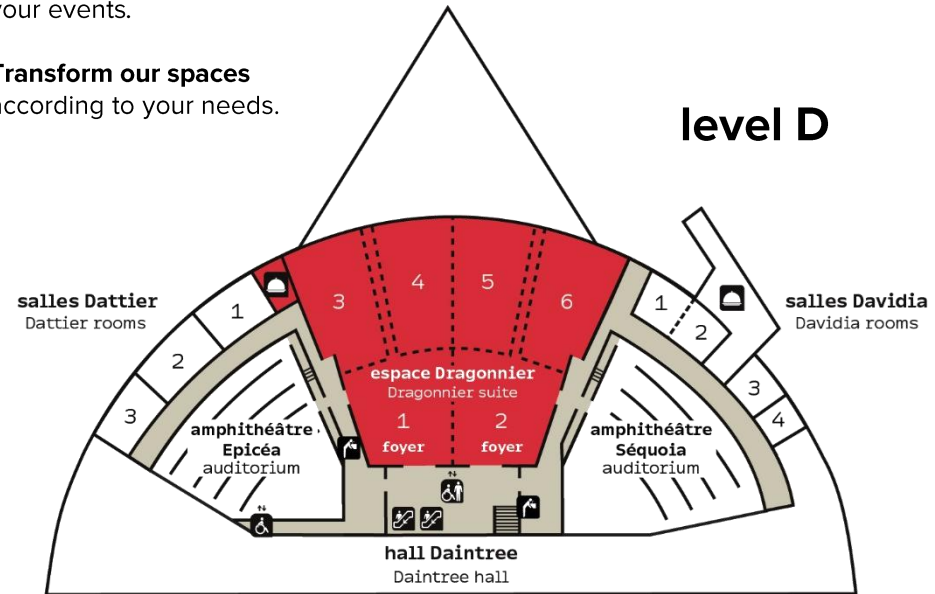 your events.
Transform our spaces
according to your needs.
level D
salles Dattier
Dattier rooms
1
2
3
3
4
5
6
espace Dragonnier
Dragonnier suite
1
foyer
2
foyer
salles Davidia
Davidia rooms
1
2
3
4
amphithéâtre
Epicéa
auditorium
amphithéâtre
Séquoia
auditorium
hall Daintree
Daintree hall